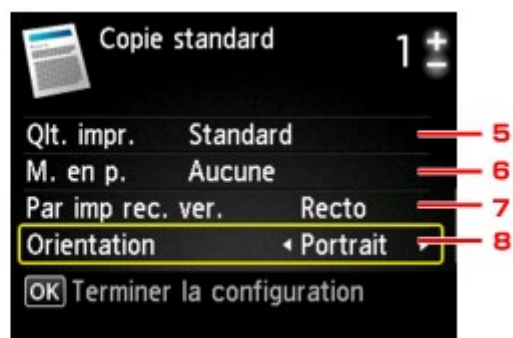 Copie standard 1 + -
Qlt. impr. Standard 5
M. en p. Aucune 6
Par imp rec. ver. Recto 7
Orientation Portrait 8
OK Terminer la configuration